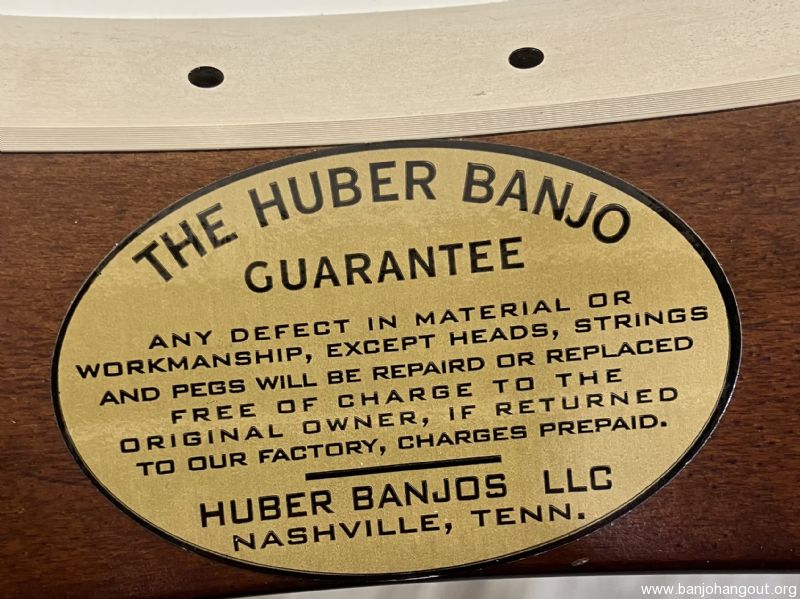 THE HUBER BANJO
GUARANTEE
ANY DEFECT IN MATERIAL OR
WORKMANSHIP, EXCEPT HEADS, STRINGS
AND PEGS WILL BE REPAIRD OR REPLACED
FREE OF CHARGE TO THE
ORIGINAL OWNER, IF RETURNED
TO OUR FACTORY, CHARGES PREPAID.
HUBER BANJOS LLC
NASHVILLE, TENN.
www.banjohangout.org